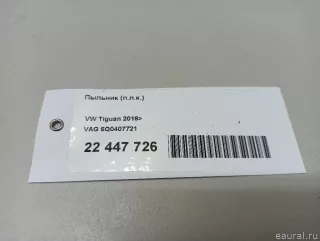 Пыльник (п.п.к.)
VW Tiguan 2016>
VAG 5Q0407721
22 447 726
eaural.ru